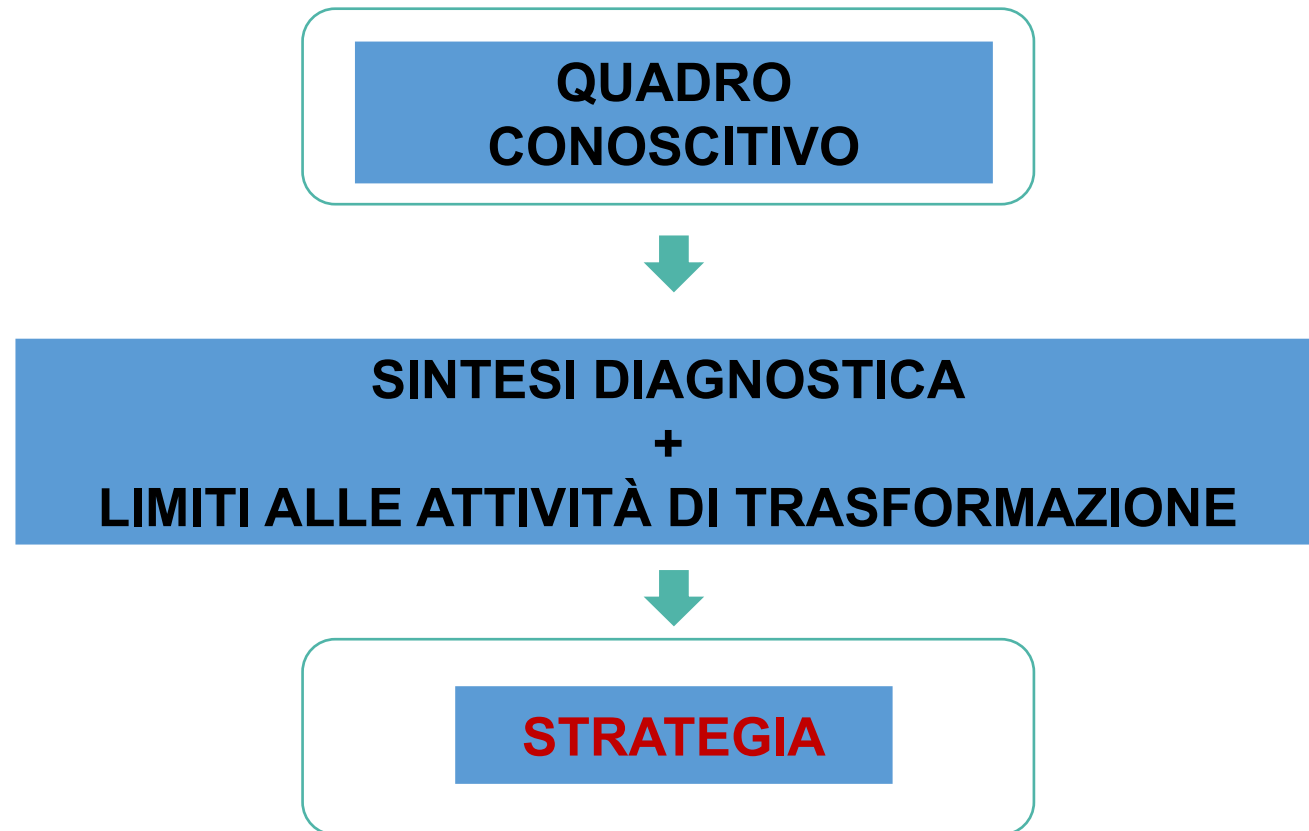 QUADRO
CONOSCITIVO
SINTESI DIAGNOSTICA
+
LIMITI ALLE ATTIVITÀ DI TRASFORMAZIONE
STRATEGIA